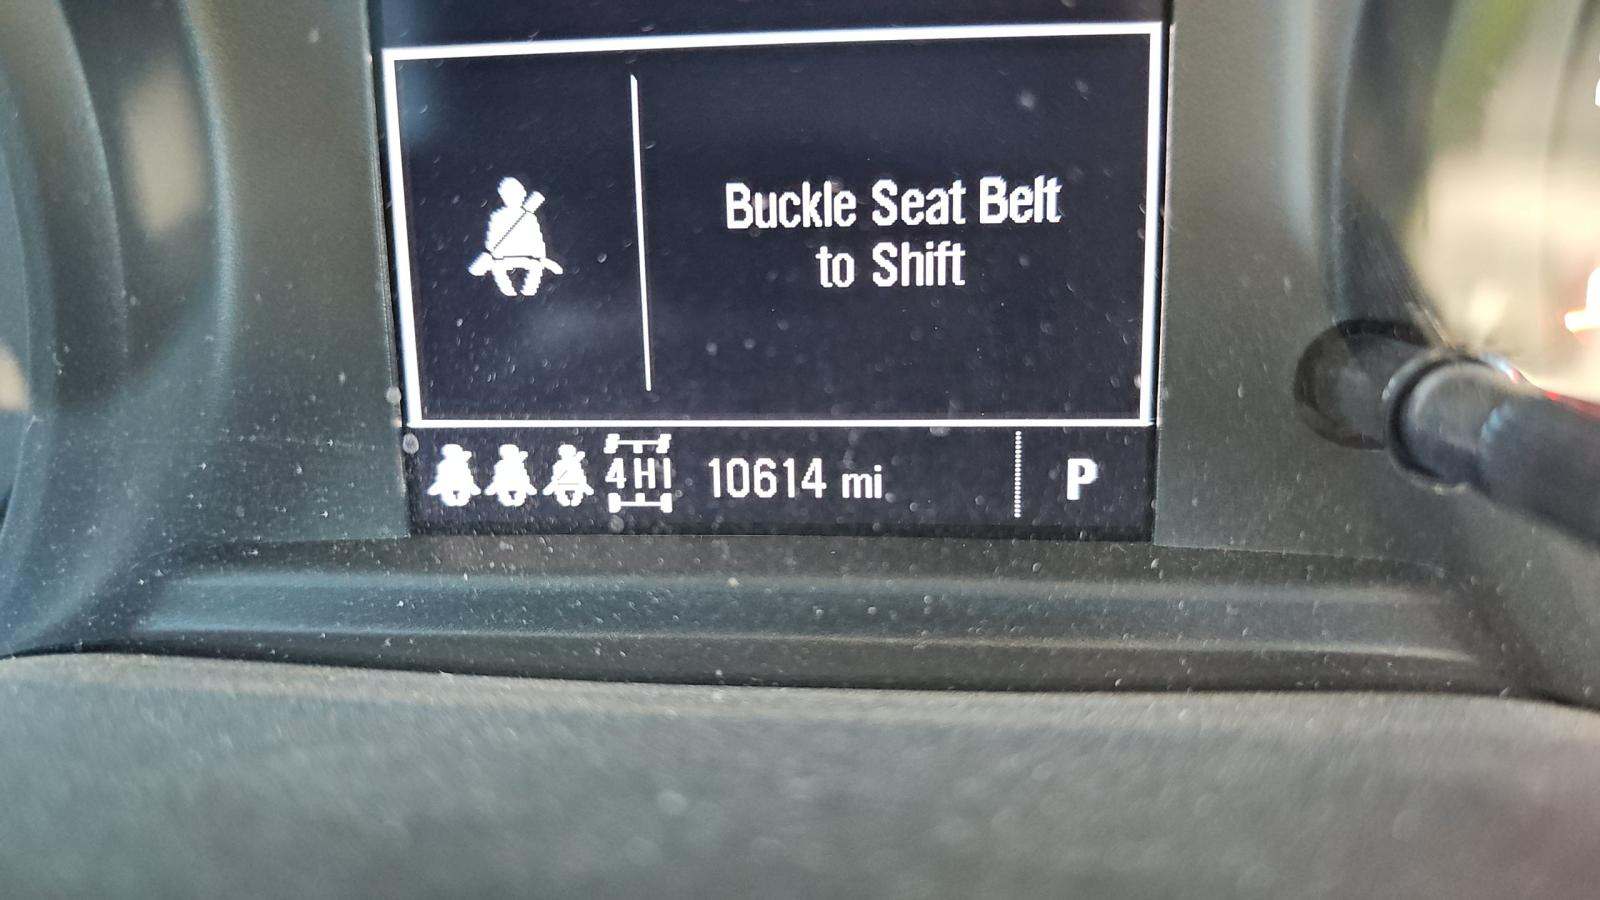 Buckle Seat Belt
to Shift
4HI 10614 mi P